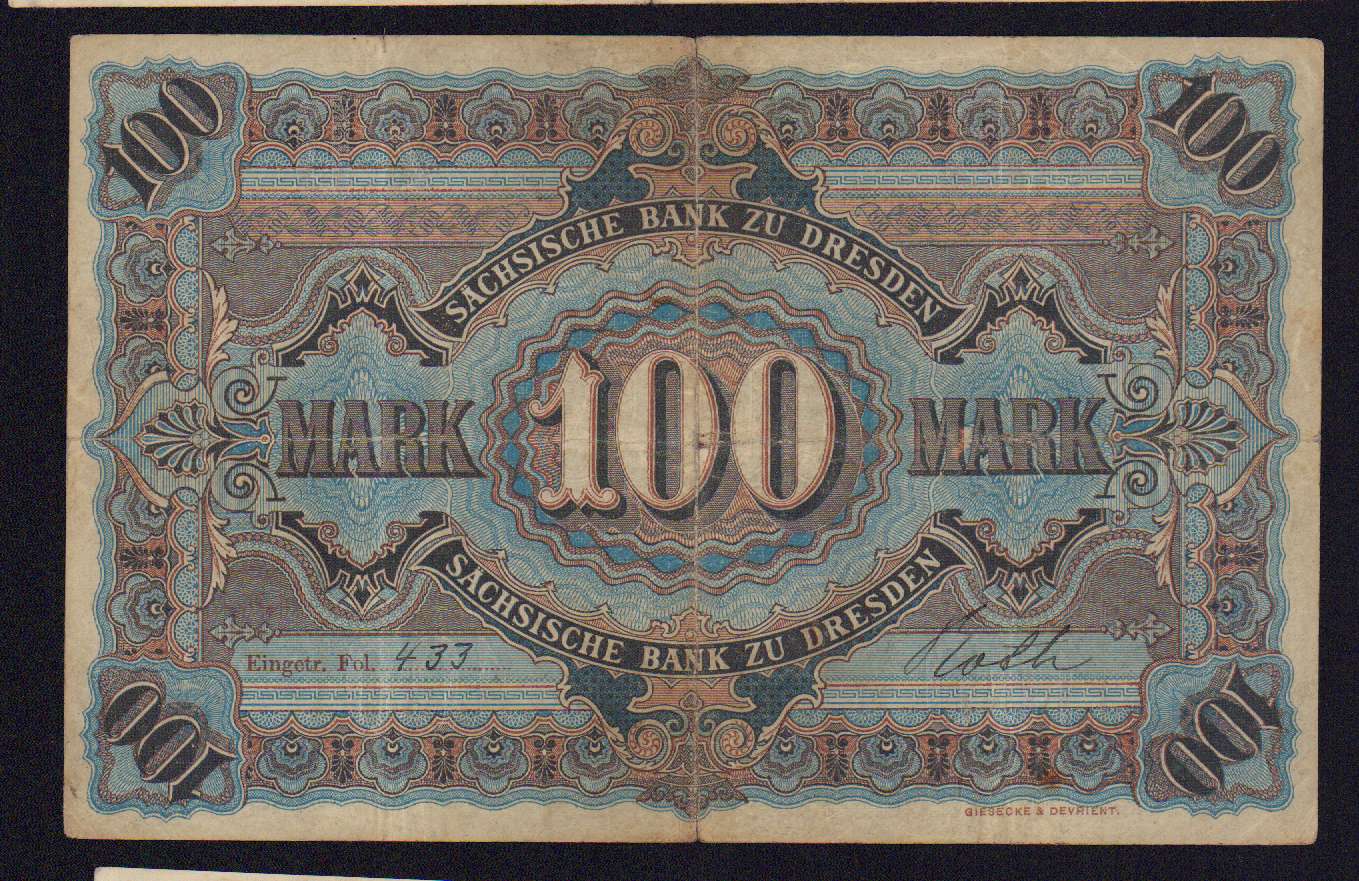 100
100
SÄCHSISCHE BANK ZU DRESDEN
MARK
100
MARK
SÄCHSISCHE BANK ZU DRESDEN
Eingetr. Fol. 433
100
100
GIESECKE & DEVRIENT.